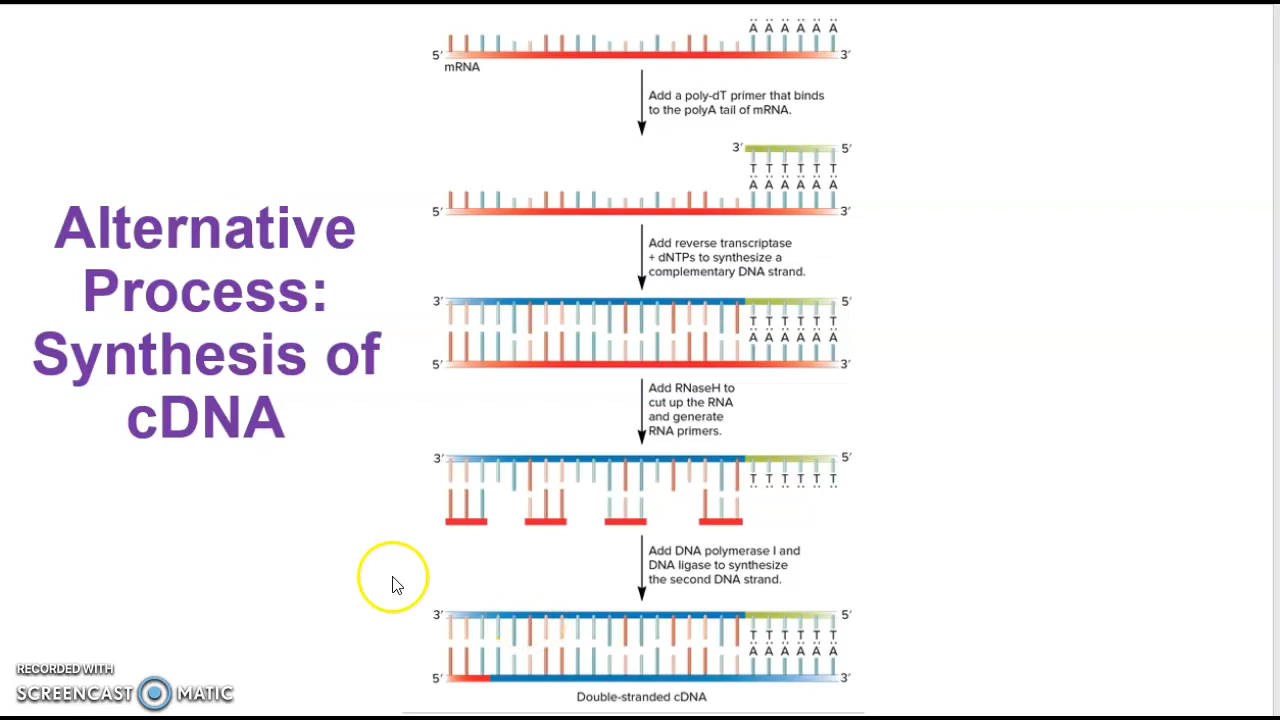 Alternative
Process:
Synthesis of
cDNA
A A A A A A
5′ 3′
mRNA
Add a poly-dT primer that binds
to the polyA tail of mRNA.
3′ 5′
T T T T T T
A A A A A A
5′ 3′
Add reverse transcriptase
+ dNTPs to synthesize a
complementary DNA strand.
3′ 5′
T T T T T T
A A A A A A
5′ 3′
Add RNaseH to
cut up the RNA
and generate
RNA primers.
3′ 5′
T T T T T T
Add DNA polymerase I and
DNA ligase to synthesize
the second DNA strand.
3′ 5′
T T T T T T
A A A A A A
5′ 3′
Double-stranded cDNA
RECORDED WITH
SCREENCAST MATIC